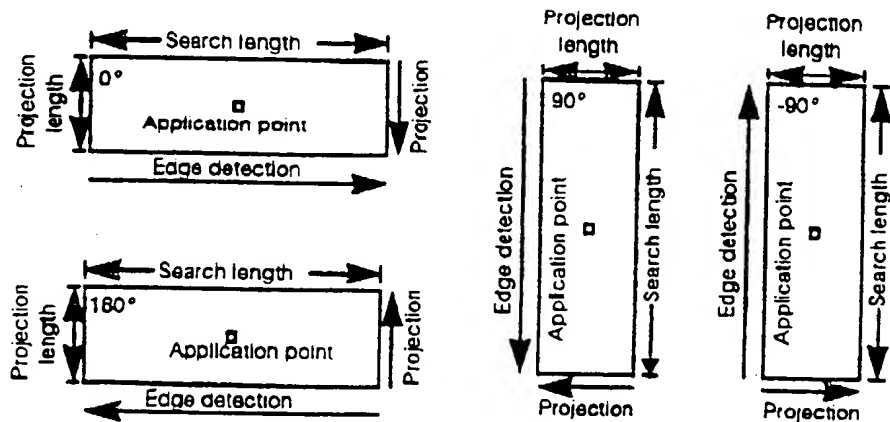 Search length
Projection
length
0°
Application point
Projection
Edge detection
Search length
Projection
length
180°
Application point
Projection
Edge detection
Projection
length
90°
Edge detection
Application point
Search length
Projection
Projection
length
-90°
Edge detection
Application point
Search length
Projection